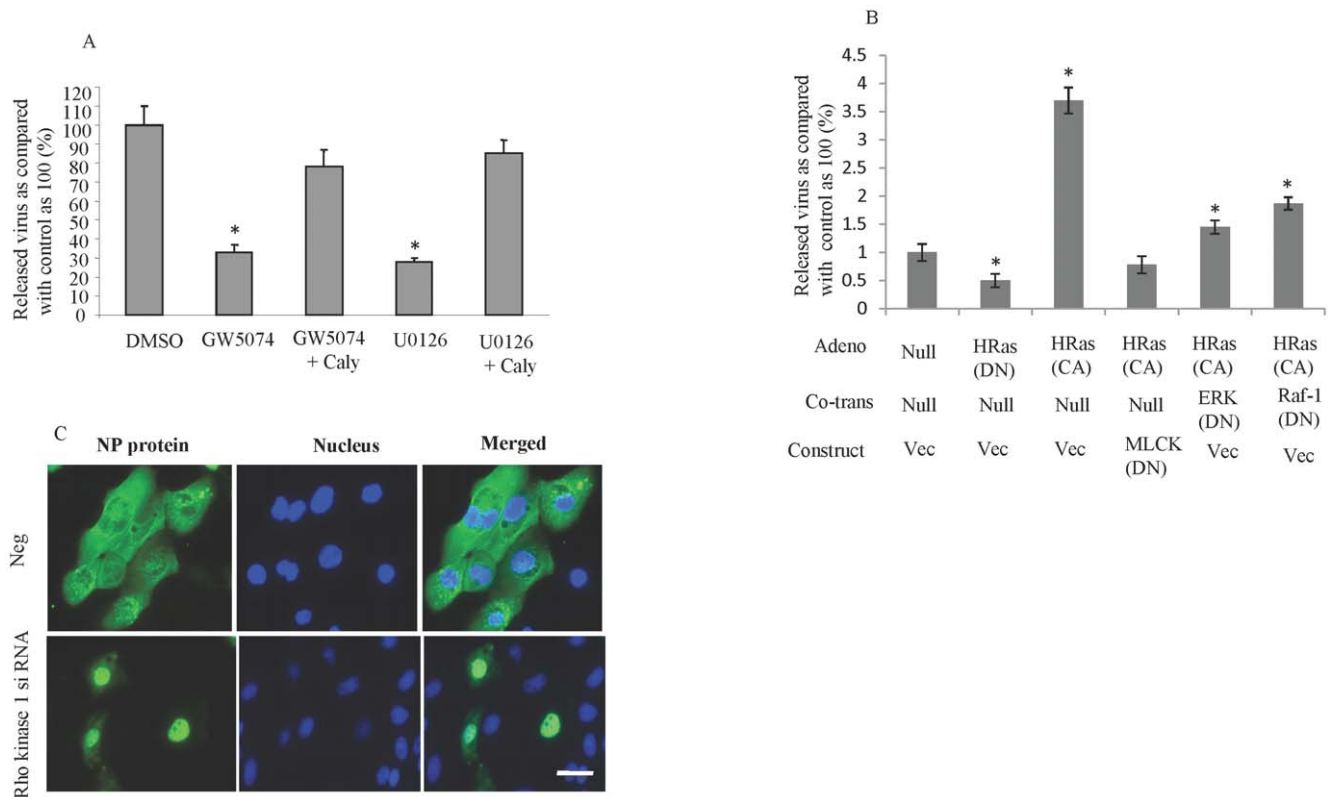 A
Released virus as compared
with control as 100 (%)
120
110
100
90
80
70
60
50
40
30
20
10
0
*
*
DMSO
GW5074
GW5074
+ Caly
U0126
U0126
+ Caly
B
Released virus as compared
with control as 100 (%)
4.5
4
3.5
3
2.5
2
1.5
1
0.5
0
*
*
*
*
Adeno
Null
HRas
(DN)
HRas
(CA)
HRas
(CA)
HRas
(CA)
HRas
(CA)
Co-trans
Null
Null
Null
Null
ERK
(DN)
Raf-1
(DN)
Construct
Vec
Vec
Vec
MLCK
(DN)
Vec
Vec
C
NP protein
Nucleus
Merged
Neg
Rho kinase 1 si RNA